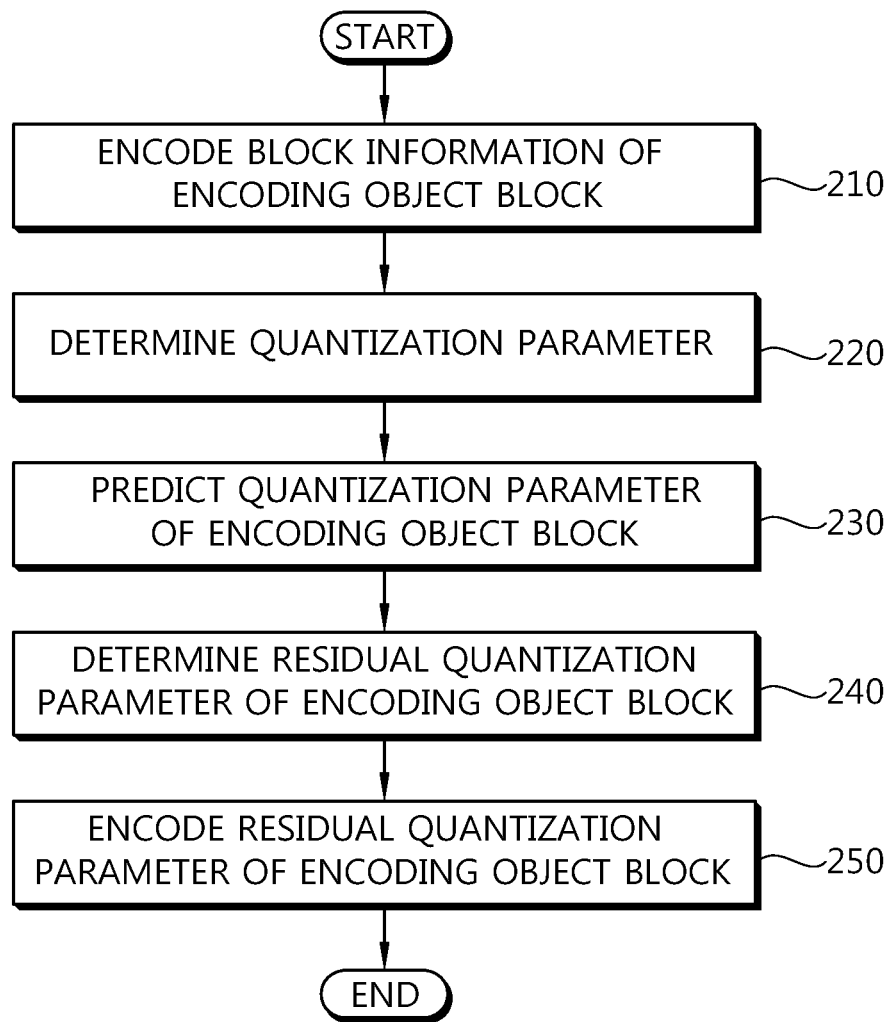 START
ENCODE BLOCK INFORMATION OF
ENCODING OBJECT BLOCK
210
DETERMINE QUANTIZATION PARAMETER
220
PREDICT QUANTIZATION PARAMETER
OF ENCODING OBJECT BLOCK
230
DETERMINE RESIDUAL QUANTIZATION
PARAMETER OF ENCODING OBJECT BLOCK
240
ENCODE RESIDUAL QUANTIZATION
PARAMETER OF ENCODING OBJECT BLOCK
250
END